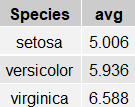 Species avg
setosa 5.006
versicolor 5.936
virginica 6.588